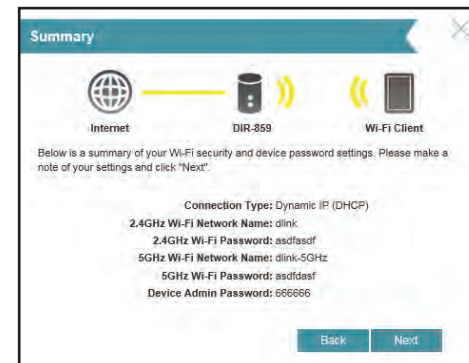 Summary
Internet
DIR-859
Wi-Fi Client
Below is a summary of your Wi-Fi security and device password settings. Please make a
note of your settings and click "Next".
Connection Type: Dynamic IP (DHCP)
2.4GHz Wi-Fi Network Name: dlink
2.4GHz Wi-Fi Password: asdfasdf
5GHz Wi-Fi Network Name: dlink-5GHz
5GHz Wi-Fi Password: asdfdasf
Device Admin Password: 666666
Back
Next